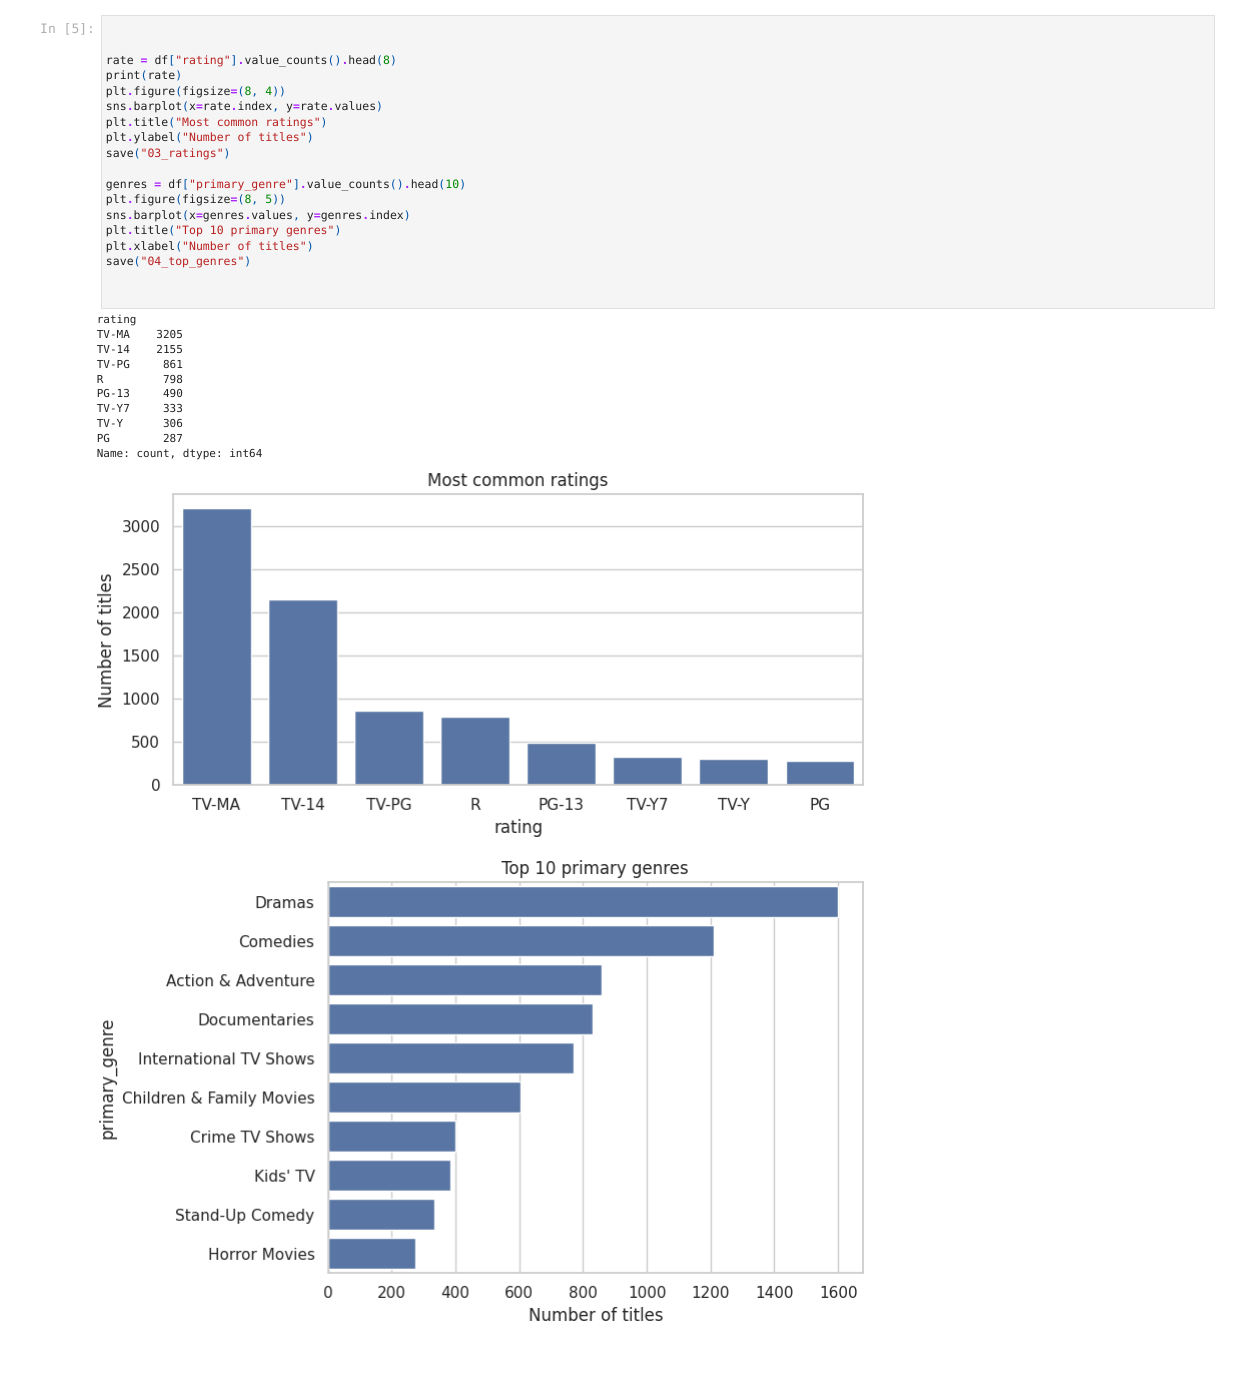 In [5]:
rate = df["rating"].value_counts().head(8)
print(rate)
plt.figure(figsize=(8, 4))
sns.barplot(x=rate.index, y=rate.values)
plt.title("Most common ratings")
plt.ylabel("Number of titles")
save("03_ratings")
genres = df["primary_genre"].value_counts().head(10)
plt.figure(figsize=(8, 5))
sns.barplot(x=genres.values, y=genres.index)
plt.title("Top 10 primary genres")
plt.xlabel("Number of titles")
save("04_top_genres")
rating
TV-MA    3205
TV-14    2155
TV-PG     861
R         798
PG-13     490
TV-Y7     333
TV-Y      306
PG        287
Name: count, dtype: int64
Most common ratings
3000
2500
2000
1500
1000
500
0
Number of titles
TV-MA TV-14 TV-PG R PG-13 TV-Y7 TV-Y PG
rating
Top 10 primary genres
Dramas
Comedies
Action & Adventure
Documentaries
International TV Shows
Children & Family Movies
Crime TV Shows
Kids' TV
Stand-Up Comedy
Horror Movies
primary_genre
0 200 400 600 800 1000 1200 1400 1600
Number of titles